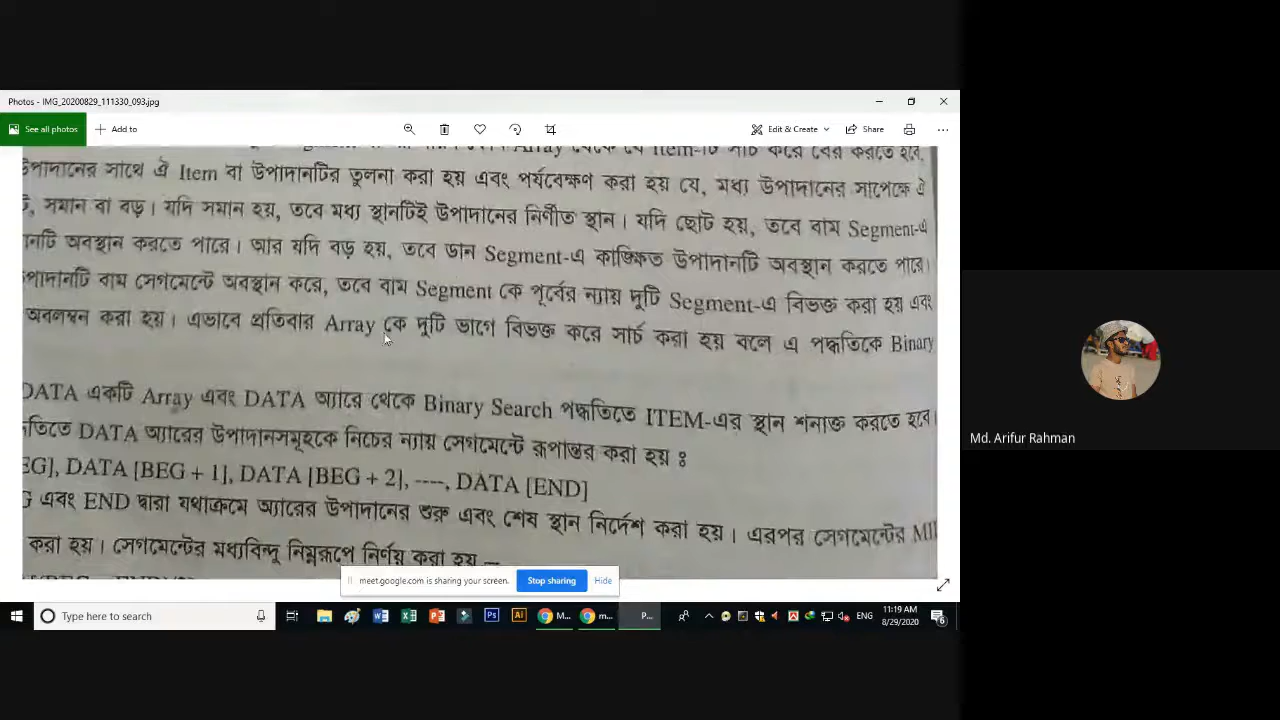 Photos - IMG_20200829_111330_093.jpg
See all photos
Add to
Edit & Create
Share
Array থেকে যে Item-টি সার্চ করে বের করতে হবে,
উপাদানের সাথে ঐ Item বা উপাদানটির তুলনা করা হয় এবং পর্যবেক্ষণ করা হয় যে, মধ্য উপাদানের সাপেক্ষে ঐ
সমান বা বড়। যদি সমান হয়, তবে মধ্য স্থানটিই উপাদানের নির্ণীত স্থান। যদি ছোট হয়, তবে বাম Segment-এ
অবস্থান করতে পারে। আর যদি বড় হয়, তবে ডান Segment-এ কাঙ্ক্ষিত উপাদানটি অবস্থান করতে পারে।
বাম সেগমেন্টে অবস্থান করে, তবে বাম Segment কে পূর্বের ন্যায় দুটি Segment-এ বিভক্ত করা হয় এবং
অবলম্বন করা হয়। এভাবে প্রতিবার Array কে দুটি ভাগে বিভক্ত করে সার্চ করা হয় বলে এ পদ্ধতিকে Binary
DATA একটি Array এবং DATA অ্যারে থেকে Binary Search পদ্ধতিতে ITEM-এর স্থান শনাক্ত করতে হবে।
DATA অ্যারের উপাদানসমূহকে নিচের ন্যায় সেগমেন্টে রূপান্তর করা হয় ঃ
EG], DATA [BEG + 1], DATA [BEG + 2], ----, DATA [END]
এবং END দ্বারা যথাক্রমে অ্যারের উপাদানের শুরু এবং শেষ স্থান নির্দেশ করা হয়। এরপর সেগমেন্টের
করা হয়। সেগমেন্টের মধ্যবিন্দু নিম্নরূপে নির্ণয় করা হয় —
meet.google.com is sharing your screen.
Stop sharing
Hide
Md. Arifur Rahman
Type here to search
M...
m...
P...
ENG
11:19 AM
8/29/2020
6